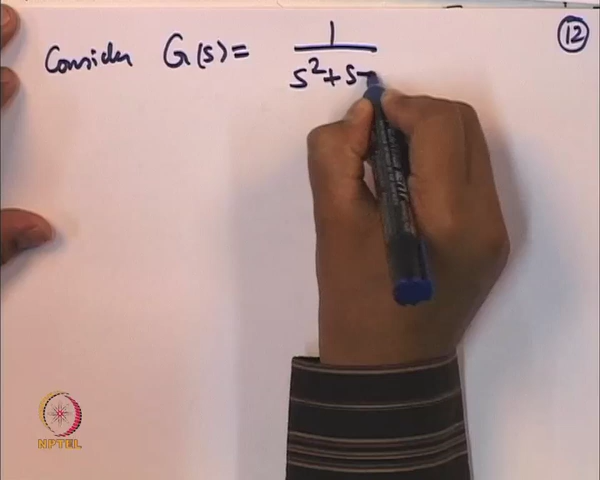 Consider G(s) = 1 / s² + s-
12
NPTEL